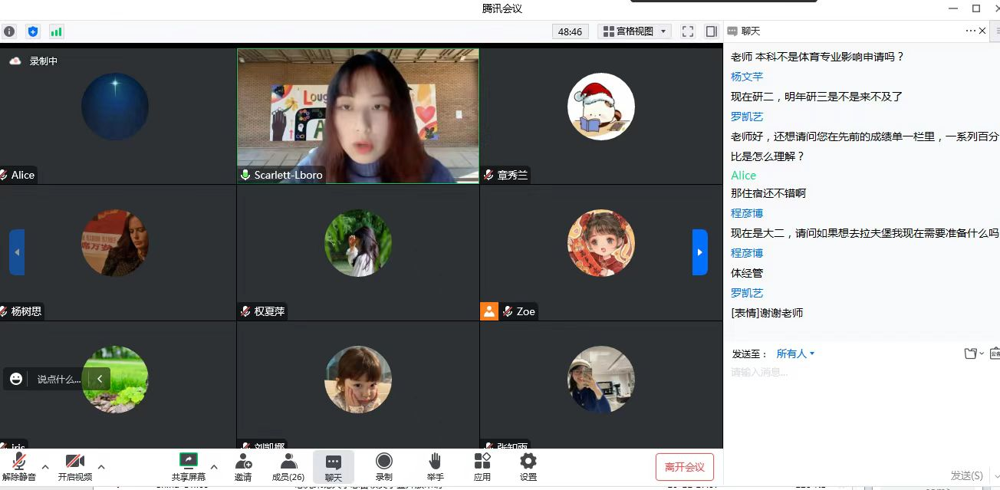 腾讯会议
48:46
宫格视图
聊天
录制中
Alice
Scarlett-Lboro
章秀兰
杨树思
权夏萍
Zoe
说点什么...
iris
刘凯娜
张知雨
老师 本科不是体育专业影响申请吗？
杨文芊
现在研二，明年研三是不是来不及了
罗凯艺
老师好，还想请问您在先前的成绩单一栏里，一系列百分
比是怎么理解？
Alice
那住宿还不错啊
程彦博
现在是大二，请问如果想去拉夫堡我现在需要准备什么吗
程彦博
体经管
罗凯艺
[表情]谢谢老师
发送至：
所有人
请输入消息...
发送(S)
解除静音
开启视频
共享屏幕
邀请
成员(26)
聊天
录制
举手
应用
设置
离开会议